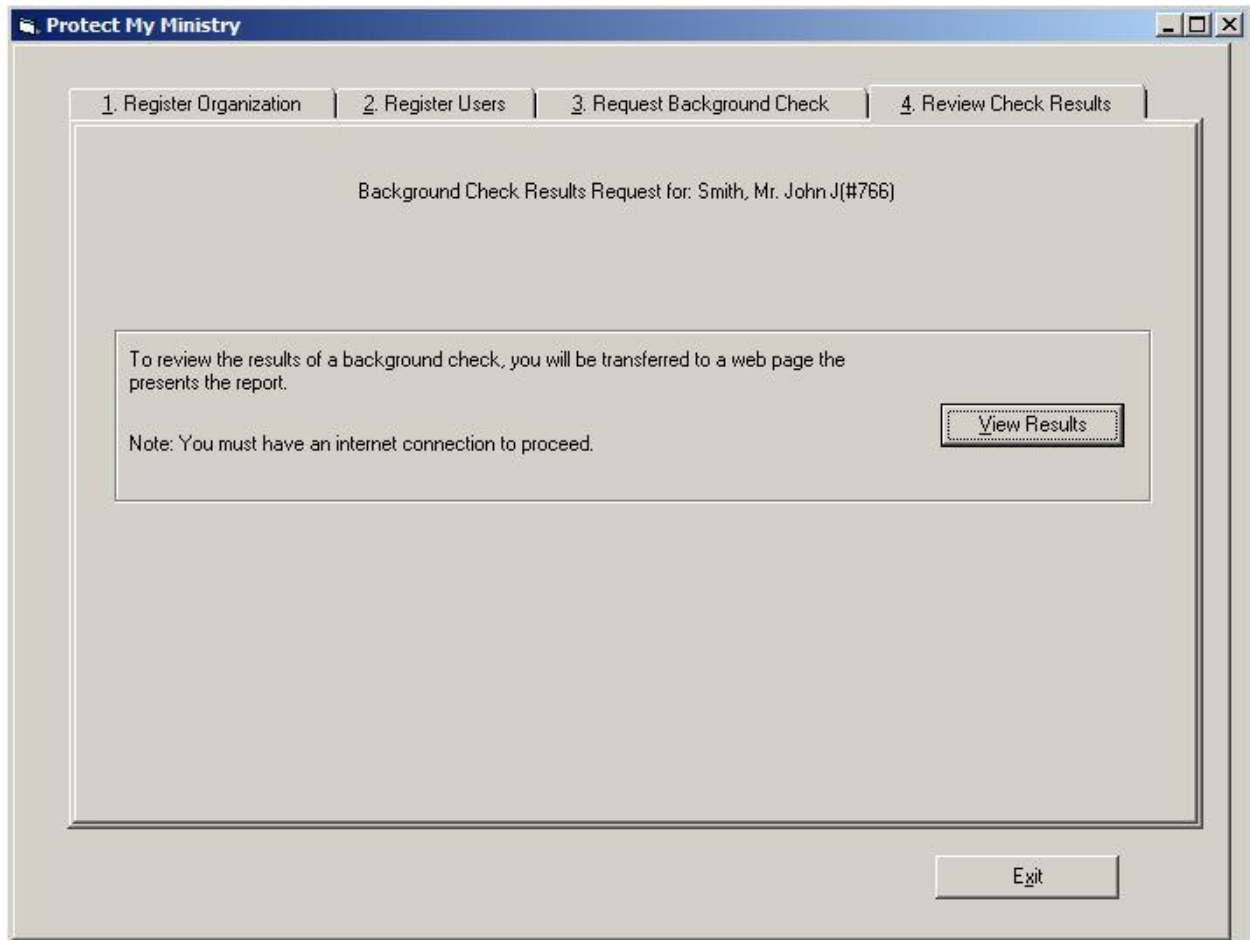 Protect My Ministry
1. Register Organization
2. Register Users
3. Request Background Check
4. Review Check Results
Background Check Results Request for: Smith, Mr. John J(#766)
To review the results of a background check, you will be transferred to a web page the
presents the report.
View Results
Note: You must have an internet connection to proceed.
Exit